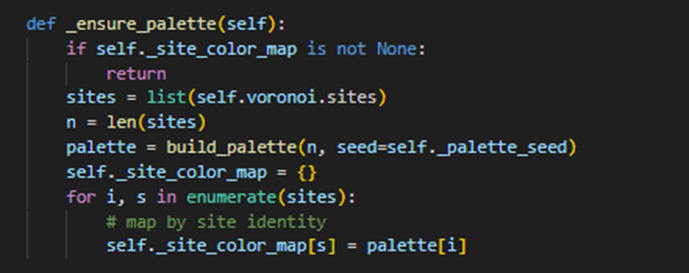 def _ensure_palette(self):
    if self._site_color_map is not None:
        return
    sites = list(self.voronoi.sites)
    n = len(sites)
    palette = build_palette(n, seed=self._palette_seed)
    self._site_color_map = {}
    for i, s in enumerate(sites):
        # map by site identity
        self._site_color_map[s] = palette[i]